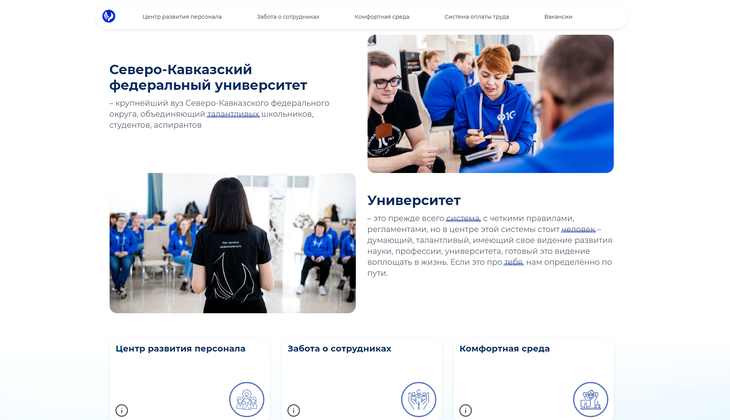 Центр развития персонала
Забота о сотрудниках
Комфортная среда
Система оплаты труда
Вакансии
Северо-Кавказский
федеральный университет
– крупнейший вуз Северо-Кавказского федерального
округа, объединяющий талантливых школьников,
студентов, аспирантов
Университет
– это прежде всего система, с четкими правилами,
регламентами, но в центре этой системы стоит человек –
думающий, талантливый, имеющий свое видение развития
науки, профессии, университета, готовый это видение
воплощать в жизнь. Если это про тебя, нам определённо по
пути.
Центр развития персонала
Забота о сотрудниках
Комфортная среда